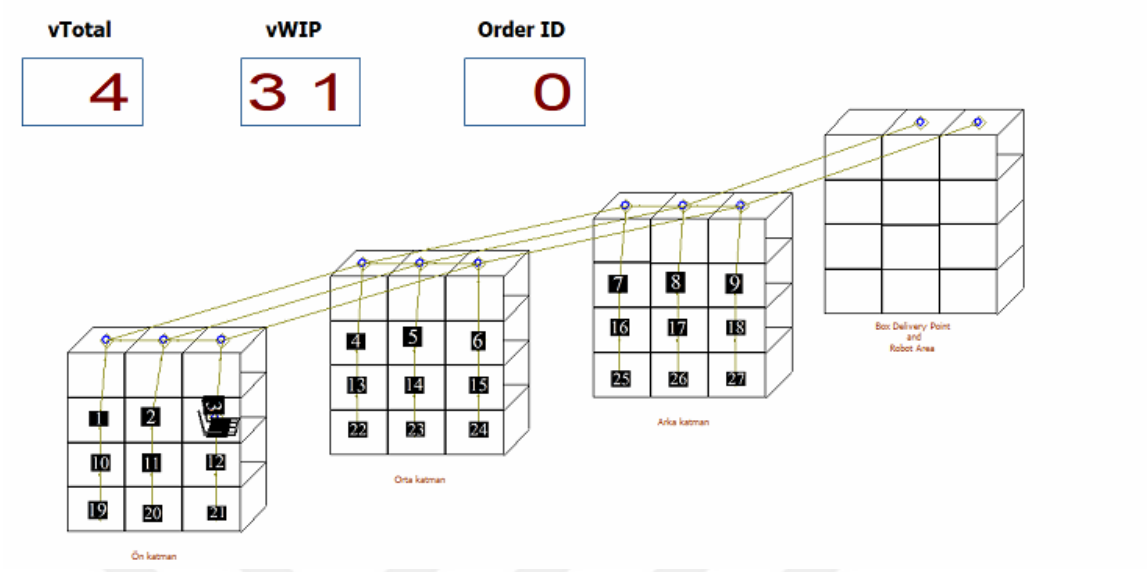 vTotal vWIP Order ID
4 31 0
7 8 9
4 5 6
16 17 18
Box Delivery Point
and
Robot Area
13 14 15
25 26 27
1 2 3
22 23 24
Arka katman
10 11 12
Orta katman
19 20 21
Ön katman